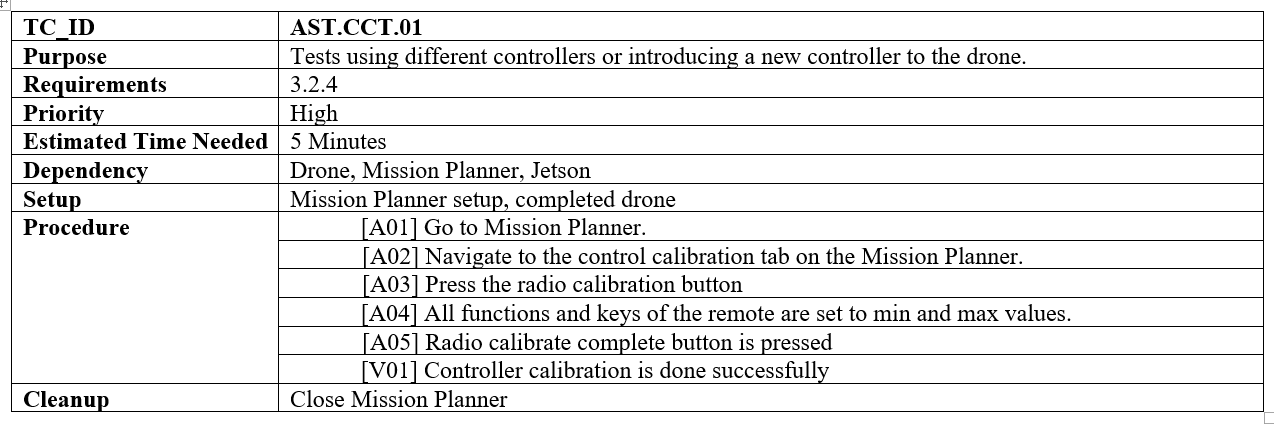 TC_ID AST.CCT.01
Purpose Tests using different controllers or introducing a new controller to the drone.
Requirements 3.2.4
Priority High
Estimated Time Needed 5 Minutes
Dependency Drone, Mission Planner, Jetson
Setup Mission Planner setup, completed drone
Procedure [A01] Go to Mission Planner.
[A02] Navigate to the control calibration tab on the Mission Planner.
[A03] Press the radio calibration button
[A04] All functions and keys of the remote are set to min and max values.
[A05] Radio calibrate complete button is pressed
[V01] Controller calibration is done successfully
Cleanup Close Mission Planner